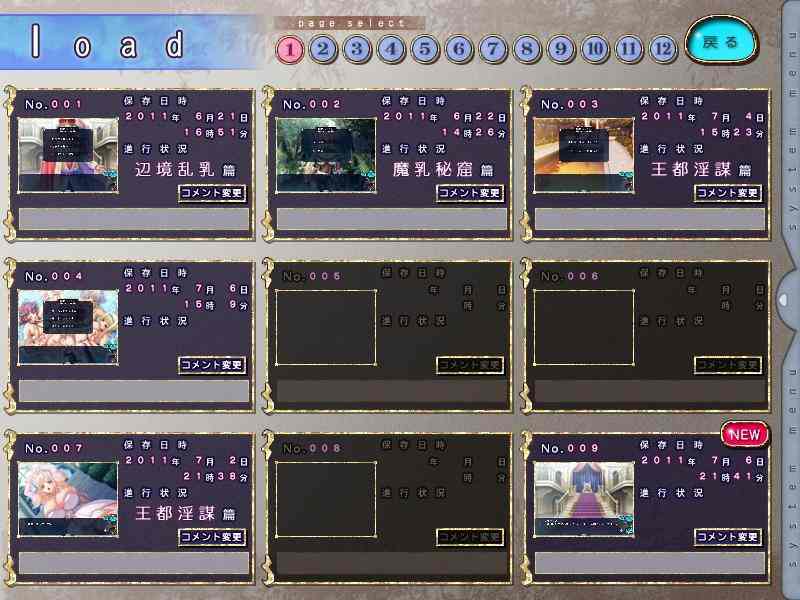 page select
load
1 2 3 4 5 6 7 8 9 10 11 12
戻る
system menu
No.001
保存日時
2011年 6月21日
16時51分
進行状況
辺境乱乳 篇
コメント変更
No.002
保存日時
2011年 6月22日
14時26分
進行状況
魔乳秘窟 篇
コメント変更
No.003
保存日時
2011年 7月 4日
15時23分
進行状況
王都淫謀 篇
コメント変更
No.004
保存日時
2011年 7月 6日
15時 9分
進行状況
コメント変更
No.005
保存日時
年 月 日
時 分
進行状況
コメント変更
No.006
保存日時
年 月 日
時 分
進行状況
コメント変更
No.007
保存日時
2011年 7月 2日
21時38分
進行状況
王都淫謀 篇
コメント変更
No.008
保存日時
年 月 日
時 分
進行状況
コメント変更
NEW
No.009
保存日時
2011年 7月 6日
21時41分
進行状況
コメント変更
system menu